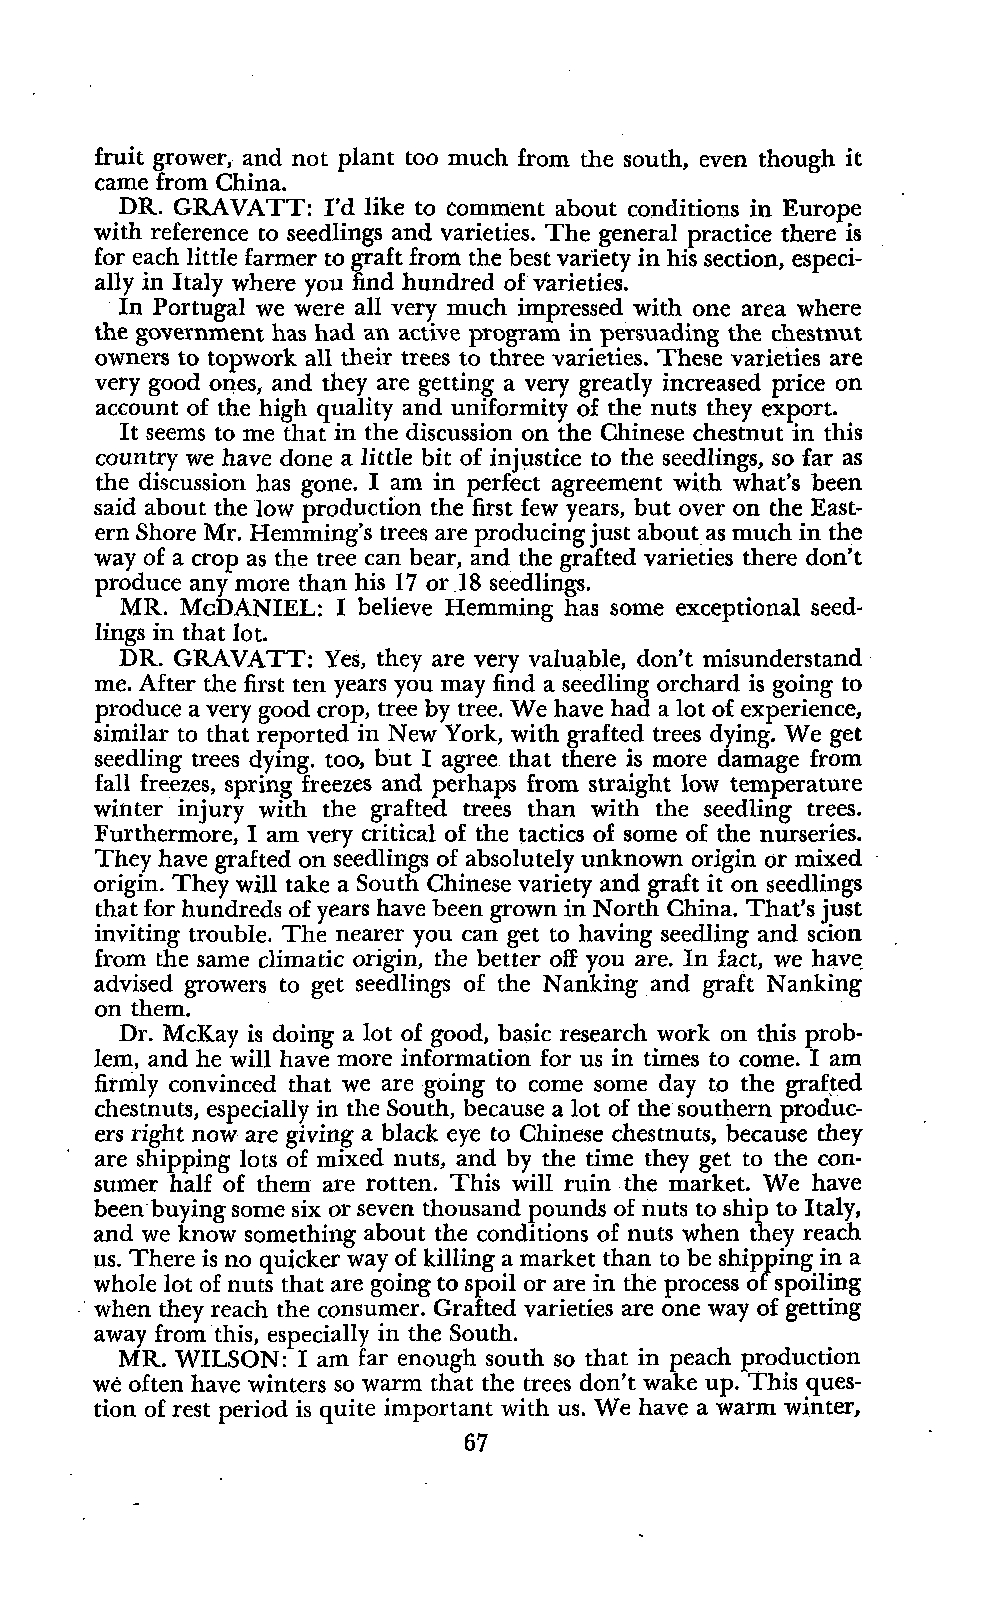 fruit grower, and not plant too much from the south, even though it
came from China.
DR. GRAVATT: I'd like to comment about conditions in Europe
with reference to seedlings and varieties. The general practice there is
for each little farmer to graft from the best variety in his section, especi-
ally in Italy where you find hundred of varieties.
In Portugal we were all very much impressed with one area where
the government has had an active program in persuading the chestnut
owners to topwork all their trees to three varieties. These varieties are
very good ones, and they are getting a very greatly increased price on
account of the high quality and uniformity of the nuts they export.
It seems to me that in the discussion on the Chinese chestnut in this
country we have done a little bit of injustice to the seedlings, so far as
the discussion has gone. I am in perfect agreement with what's been
said about the low production the first few years, but over on the East-
ern Shore Mr. Hemming's trees are producing just about as much in the
way of a crop as the tree can bear, and the grafted varieties there don't
produce any more than his 17 or 18 seedlings.
MR. McDANIEL: I believe Hemming has some exceptional seed-
lings in that lot.
DR. GRAVATT: Yes, they are very valuable, don't misunderstand
me. After the first ten years you may find a seedling orchard is going to
produce a very good crop, tree by tree. We have had a lot of experience,
similar to that reported in New York, with grafted trees dying. We get
seedling trees dying. too, but I agree that there is more damage from
fall freezes, spring freezes and perhaps from straight low temperature
winter injury with the grafted trees than with the seedling trees.
Furthermore, I am very critical of the tactics of some of the nurseries.
They have grafted on seedlings of absolutely unknown origin or mixed
origin. They will take a South Chinese variety and graft it on seedlings
that for hundreds of years have been grown in North China. That's just
inviting trouble. The nearer you can get to having seedling and scion
from the same climatic origin, the better off you are. In fact, we have
advised growers to get seedlings of the Nanking and graft Nanking
on them.
Dr. McKay is doing a lot of good, basic research work on this prob-
lem, and he will have more information for us in times to come. I am
firmly convinced that we are going to come some day to the grafted
chestnuts, especially in the South, because a lot of the southern produc-
ers right now are giving a black eye to Chinese chestnuts, because they
are shipping lots of mixed nuts, and by the time they get to the con-
sumer half of them are rotten. This will ruin the market. We have
been buying some six or seven thousand pounds of nuts to ship to Italy,
and we know something about the conditions of nuts when they reach
us. There is no quicker way of killing a market than to be shipping in a
whole lot of nuts that are going to spoil or are in the process of spoiling
when they reach the consumer. Grafted varieties are one way of getting
away from this, especially in the South.
MR. WILSON: I am far enough south so that in peach production
we often have winters so warm that the trees don't wake up. This ques-
tion of rest period is quite important with us. We have a warm winter,
67